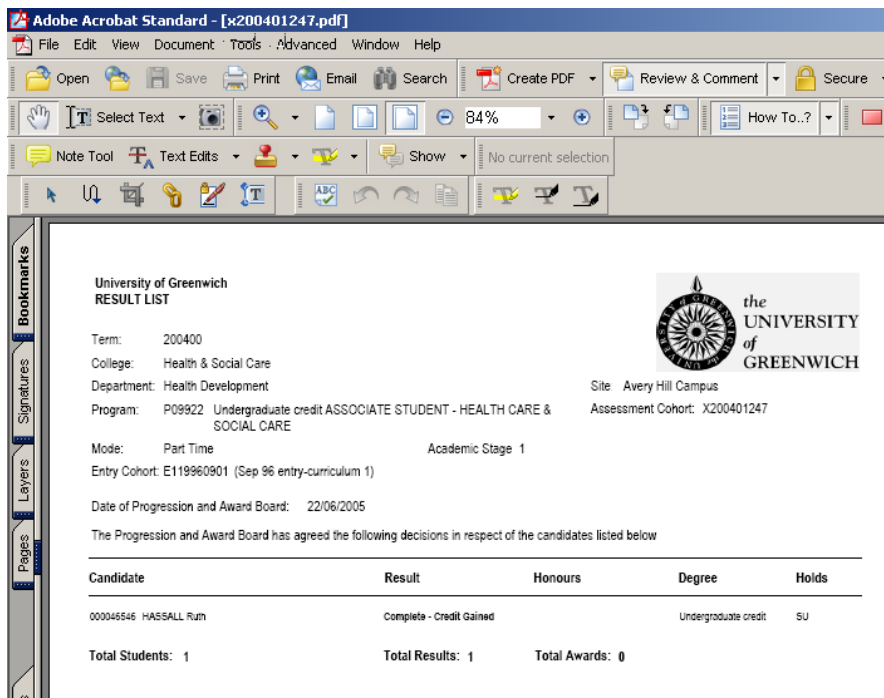 Adobe Acrobat Standard - [x200401247.pdf]
File Edit View Document Tools Advanced Window Help
Open Save Print Email Search Create PDF Review & Comment Secure
Select Text 84% How To..?
Note Tool Text Edits Show No current selection
Bookmarks
Signatures
Layers
Pages
University of Greenwich
RESULT LIST
the
UNIVERSITY
of
GREENWICH
Term: 200400
College: Health & Social Care
Department: Health Development Site Avery Hill Campus
Program: P09922 Undergraduate credit ASSOCIATE STUDENT - HEALTH CARE & Assessment Cohort: X200401247
SOCIAL CARE
Mode: Part Time Academic Stage 1
Entry Cohort: E119960901 (Sep 96 entry-curriculum 1)
Date of Progression and Award Board: 22/06/2005
The Progression and Award Board has agreed the following decisions in respect of the candidates listed below
Candidate Result Honours Degree Holds
000046546 HASSALL Ruth Complete - Credit Gained Undergraduate credit SU
Total Students: 1 Total Results: 1 Total Awards: 0